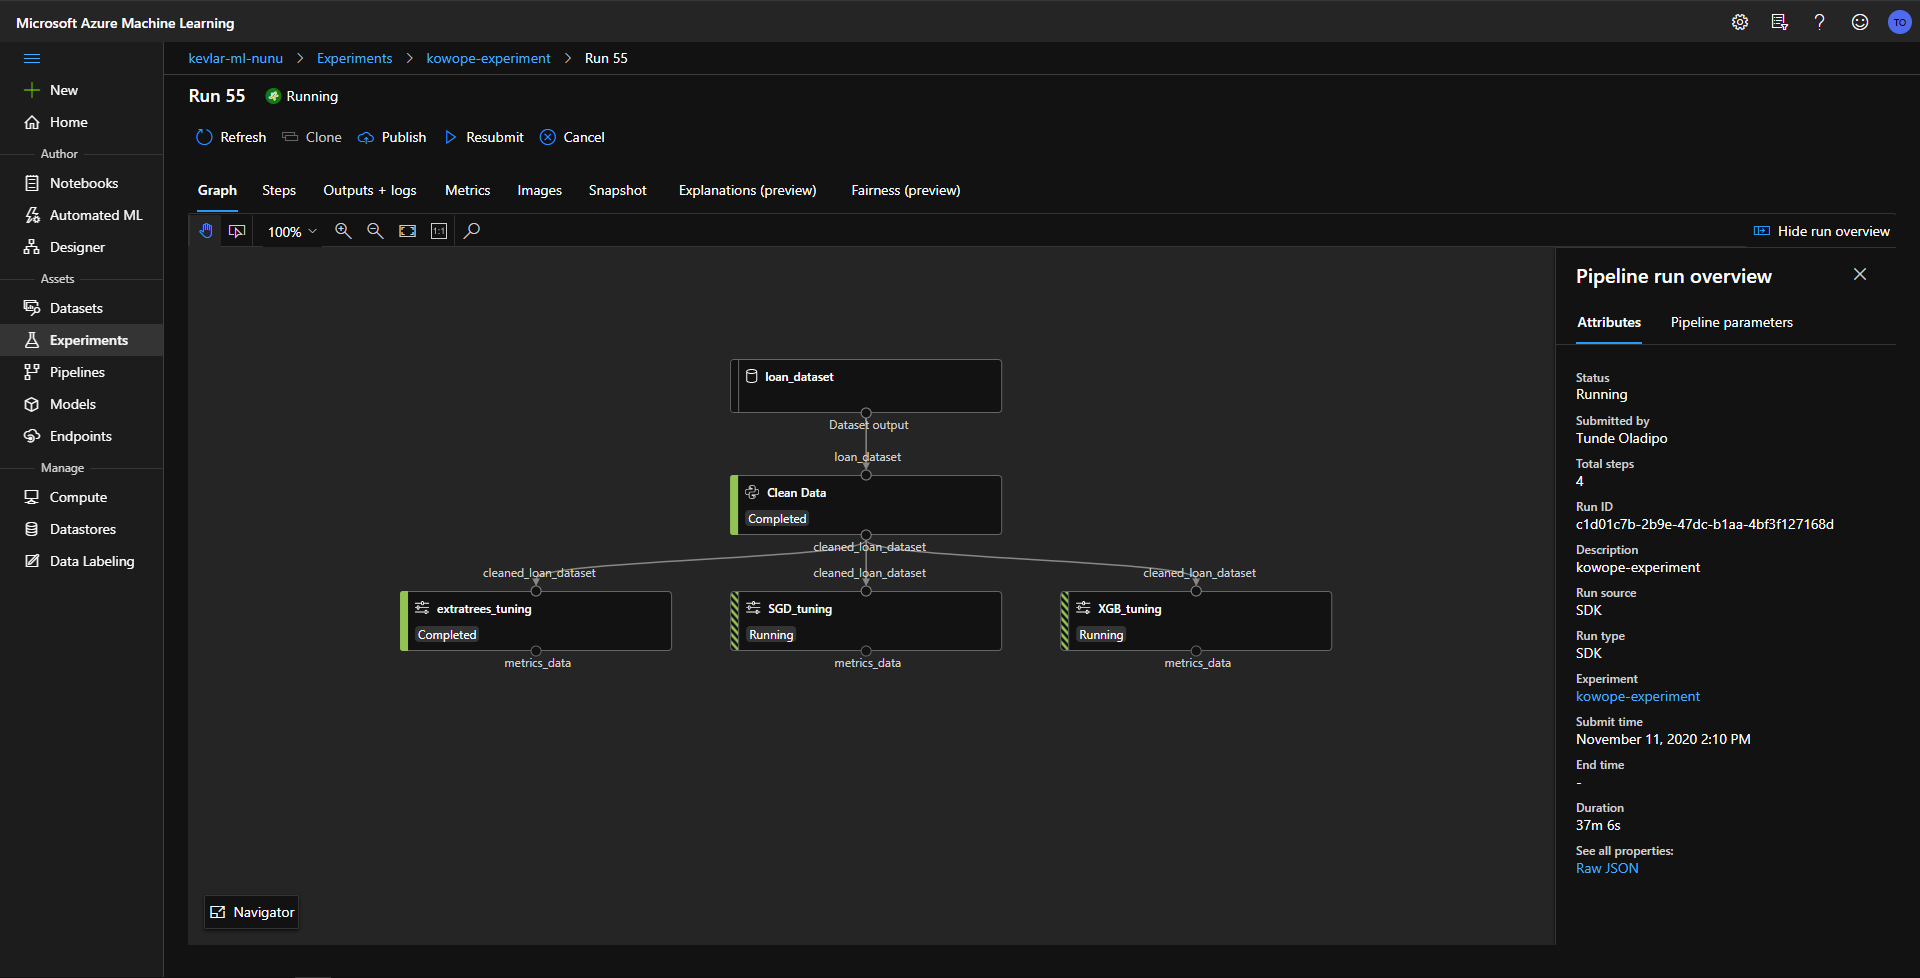 Microsoft Azure Machine Learning
TO
kevlar-ml-nunu > Experiments > kowope-experiment > Run 55
New
Home
Author
Notebooks
Automated ML
Designer
Assets
Datasets
Experiments
Pipelines
Models
Endpoints
Manage
Compute
Datastores
Data Labeling
Run 55 Running
Refresh Clone Publish Resubmit Cancel
Graph Steps Outputs + logs Metrics Images Snapshot Explanations (preview) Fairness (preview)
100% 1:1 Hide run overview
loan_dataset
Dataset output
loan_dataset
Clean Data
Completed
cleaned_loan_dataset
cleaned_loan_dataset cleaned_loan_dataset cleaned_loan_dataset
extratrees_tuning SGD_tuning XGB_tuning
Completed Running Running
metrics_data metrics_data metrics_data
Navigator
Pipeline run overview
Attributes Pipeline parameters
Status
Running
Submitted by
Tunde Oladipo
Total steps
4
Run ID
c1d01c7b-2b9e-47dc-b1aa-4bf3f127168d
Description
kowope-experiment
Run source
SDK
Run type
SDK
Experiment
kowope-experiment
Submit time
November 11, 2020 2:10 PM
End time
-
Duration
37m 6s
See all properties:
Raw JSON